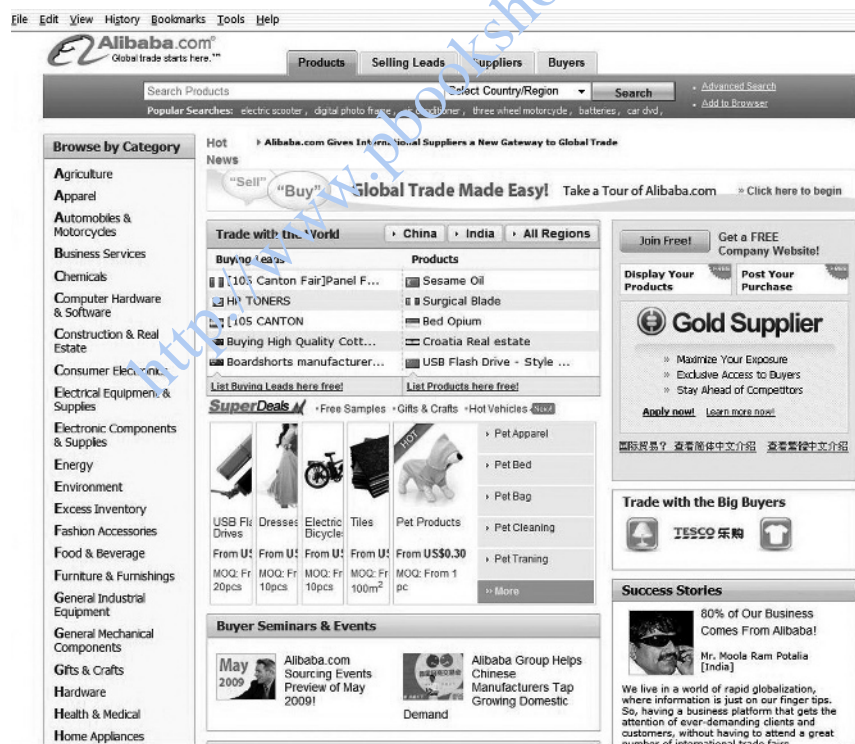 File Edit View History Bookmarks Tools Help
Alibaba.com®
Global trade starts here.™
Products Selling Leads Suppliers Buyers
Search Products Select Country/Region Search
Advanced Search
Popular Searches: electric scooter, digital photo frame, air conditioner, three wheel motorcycle, batteries, car dvd,
Add to Browser
Browse by Category
Agriculture
Apparel
Automobiles &
Motorcycles
Business Services
Chemicals
Computer Hardware
& Software
Construction & Real
Estate
Consumer Electronics
Electrical Equipment &
Supplies
Electronic Components
& Supplies
Energy
Environment
Excess Inventory
Fashion Accessories
Food & Beverage
Furniture & Furnishings
General Industrial
Equipment
General Mechanical
Components
Gifts & Crafts
Hardware
Health & Medical
Home Appliances
Hot
News
Alibaba.com Gives International Suppliers a New Gateway to Global Trade
"Sell" "Buy" Global Trade Made Easy! Take a Tour of Alibaba.com » Click here to begin
Trade with the World China India All Regions
Buying Leads Products
[105 Canton Fair]Panel F... Sesame Oil
HP TONERS Surgical Blade
[105 CANTON Bed Opium
Buying High Quality Cott... Croatia Real estate
Boardshorts manufacturer... USB Flash Drive - Style ...
List Buying Leads here free! List Products here free!
SuperDeals Free Samples Gifts & Crafts Hot Vehicles
HOT
USB Fla
Drives
From U
MOQ: Fr
20pcs
Dresses
From U
MOQ: Fr
10pcs
Electric
Bicycle
From U
MOQ: Fr
10pcs
Tiles
From U
MOQ: Fr
100m2
Pet Products
From US$0.30
MOQ: From 1
pc
Pet Apparel
Pet Bed
Pet Bag
Pet Cleaning
Pet Traning
» More
Buyer Seminars & Events
May
2009
Alibaba.com
Sourcing Events
Preview of May
2009!
Alibaba Group Helps
Chinese
Manufacturers Tap
Growing Domestic
Demand
Join Free! Get a FREE
Company Website!
Display Your
Products
Post Your
Purchase
Gold Supplier
» Maximize Your Exposure
» Exclusive Access to Buyers
» Stay Ahead of Competitors
Apply now! Learn more now!
国际贸易? 查看简体中文介绍 查看繁體中文介紹
Trade with the Big Buyers
TESCO 乐购
Success Stories
80% of Our Business
Comes From Alibaba!
Mr. Moola Ram Potalia
[India]
We live in a world of rapid globalization,
where information is just on our finger tips.
So, having a business platform that gets the
attention of ever-demanding clients and
customers, without having to attend a great
number of international trade fairs
http://www.pbooksho